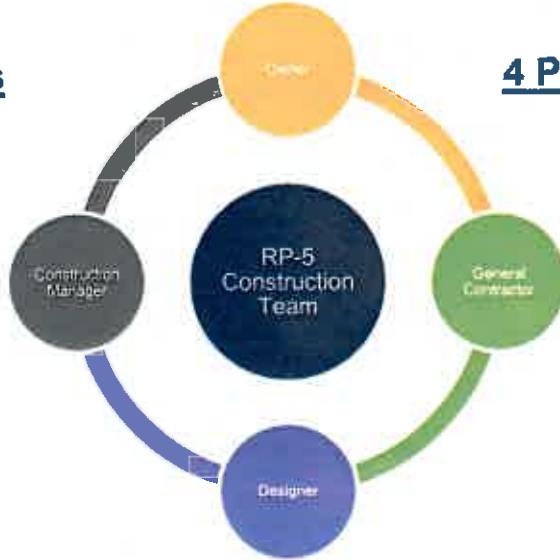 s
4 P
Owner
RP-5
Construction
Team
Construction
Manager
General
Contractor
Designer